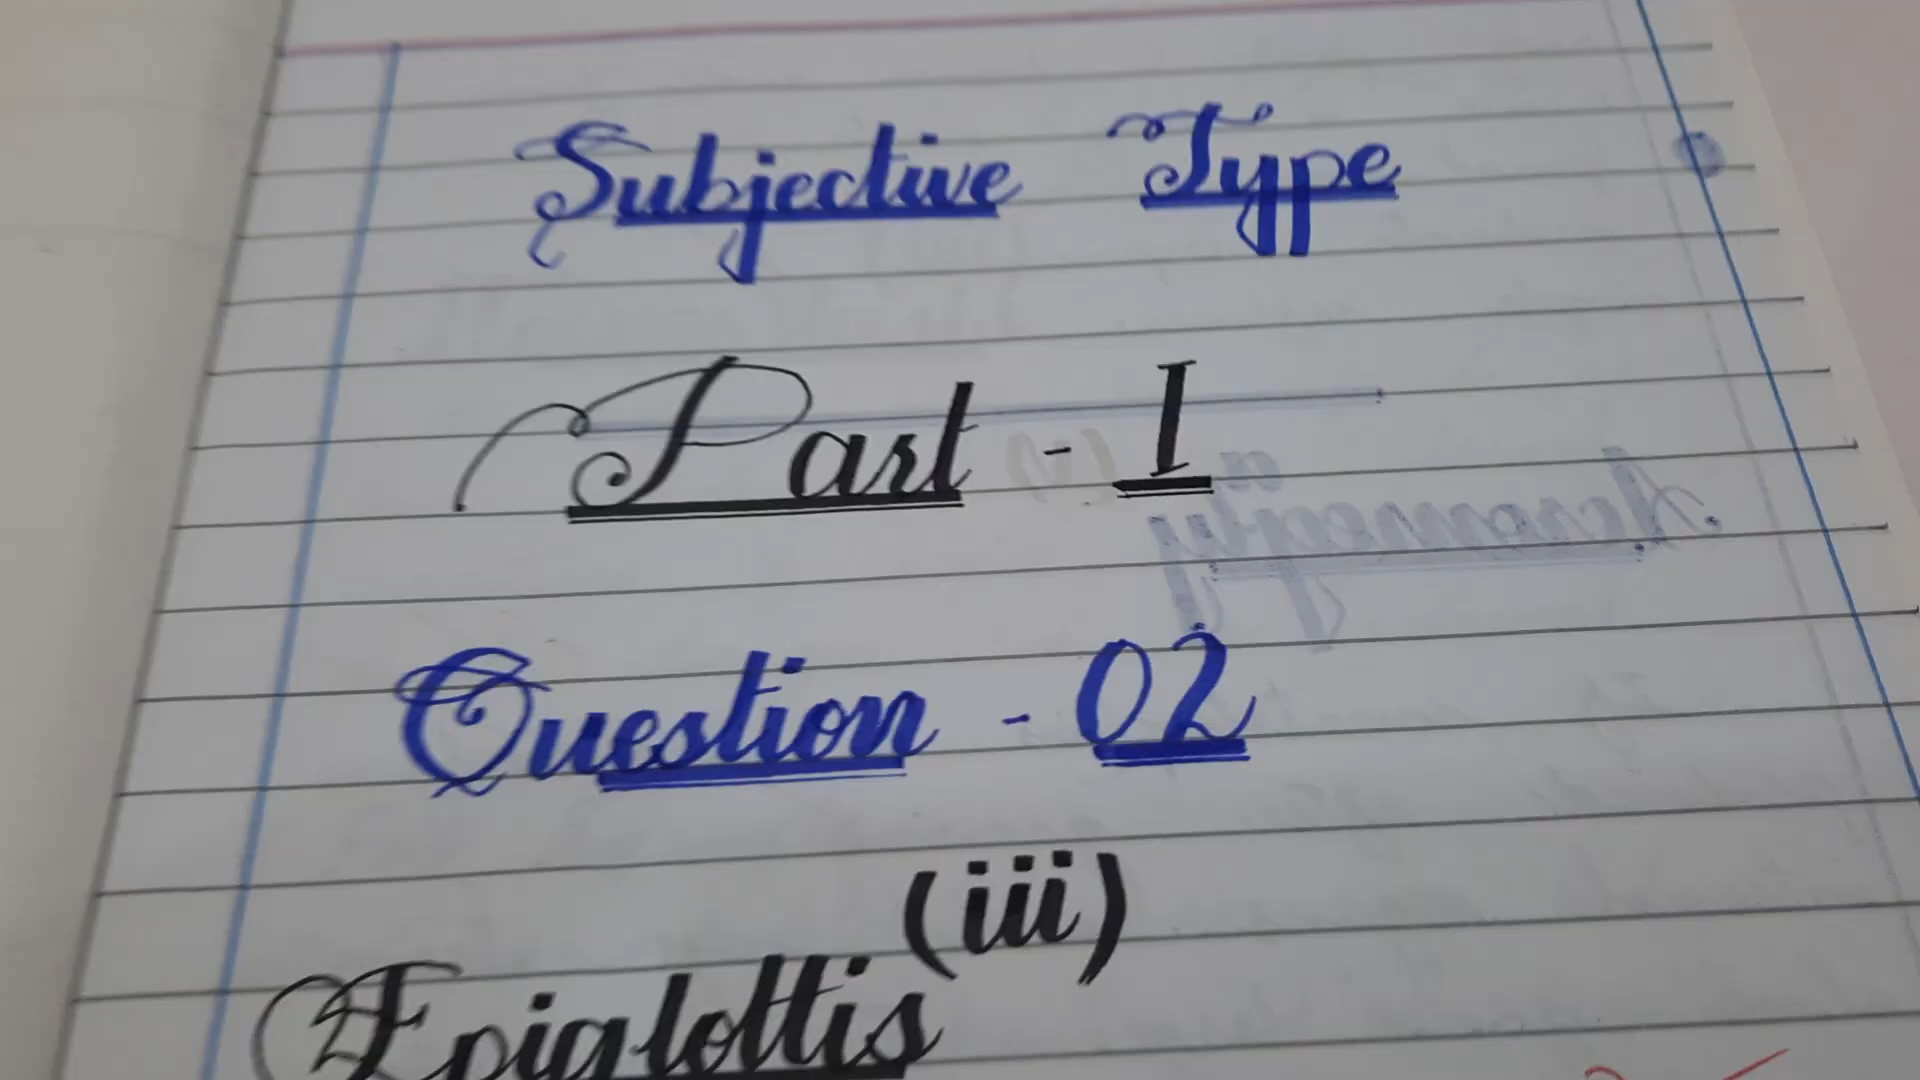 Subjective Type
Part - I
Question - 02
(iii)
Epiglottis